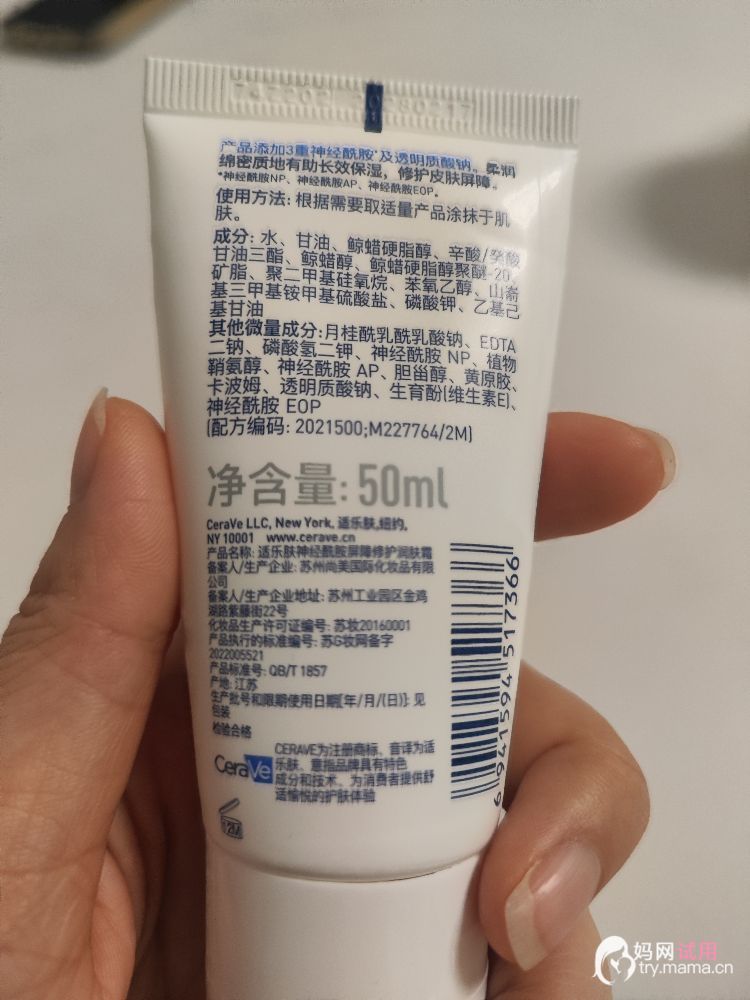 产品添加3重神经酰胺*及透明质酸钠。柔润
绵密质地有助长效保湿，修护皮肤屏障。
*神经酰胺NP、神经酰胺AP、神经酰胺EOP。
使用方法: 根据需要取适量产品涂抹于肌
肤。
成分: 水、甘油、鲸蜡硬脂醇、辛酸/癸酸
甘油三酯、鲸蜡醇、鲸蜡硬脂醇聚醚-20、
矿脂、聚二甲基硅氧烷、苯氧乙醇、山嵛
基三甲基铵甲基硫酸盐、磷酸钾、乙基己
基甘油
其他微量成分:月桂酰乳酰乳酸钠、EDTA
二钠、磷酸氢二钾、神经酰胺 NP、植物
鞘氨醇、神经酰胺 AP、胆甾醇、黄原胶、
卡波姆、透明质酸钠、生育酚(维生素E)、
神经酰胺 EOP
(配方编码: 2021500;M227764/2M)
净含量: 50ml
CeraVe LLC, New York, 适乐肤,纽约,
NY 10001 www.cerave.cn
产品名称: 适乐肤神经酰胺屏障修护润肤霜
备案人/生产企业: 苏州尚美国际化妆品有限
公司
备案人/生产企业地址: 苏州工业园区金鸡
湖路紫藤街22号
化妆品生产许可证编号: 苏妆20160001
产品执行的标准编号: 苏G妆网备字
2022005521
产品标准号: QB/T 1857
产地: 江苏
生产批号和限期使用日期(年/月/(日)): 见
包装
检验合格
CeraVe
CERAVE为注册商标，音译为适
乐肤、意指品牌具有特色
成分和技术，为消费者提供舒
适愉悦的护肤体验
12M
6 941594 517366
妈网试用
try.mama.cn